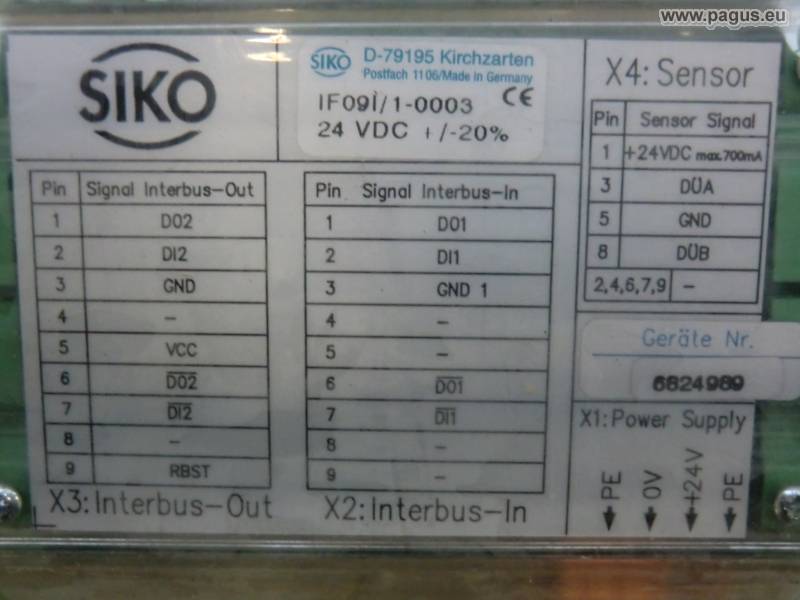 www.pagus.eu
SIKO
SIKO D-79195 Kirchzarten
Postfach 1106/Made in Germany
IF09I/1-0003 CE
24 VDC +/-20%
X4: Sensor
Pin Sensor Signal
1 +24VDC max.700mA
3 DÜA
5 GND
8 DÜB
2,4,6,7,9 –
Geräte Nr.
6824989
X1: Power Supply
PE 0V +24V PE
Pin Signal Interbus-Out
1 DO2
2 DI2
3 GND
4 –
5 VCC
6 D̅O̅2̅
7 D̅I̅2̅
8 –
9 RBST
X3: Interbus-Out
Pin Signal Interbus-In
1 DO1
2 DI1
3 GND 1
4 –
5 –
6 D̅O̅1̅
7 D̅I̅1̅
8 –
9 –
X2: Interbus-In